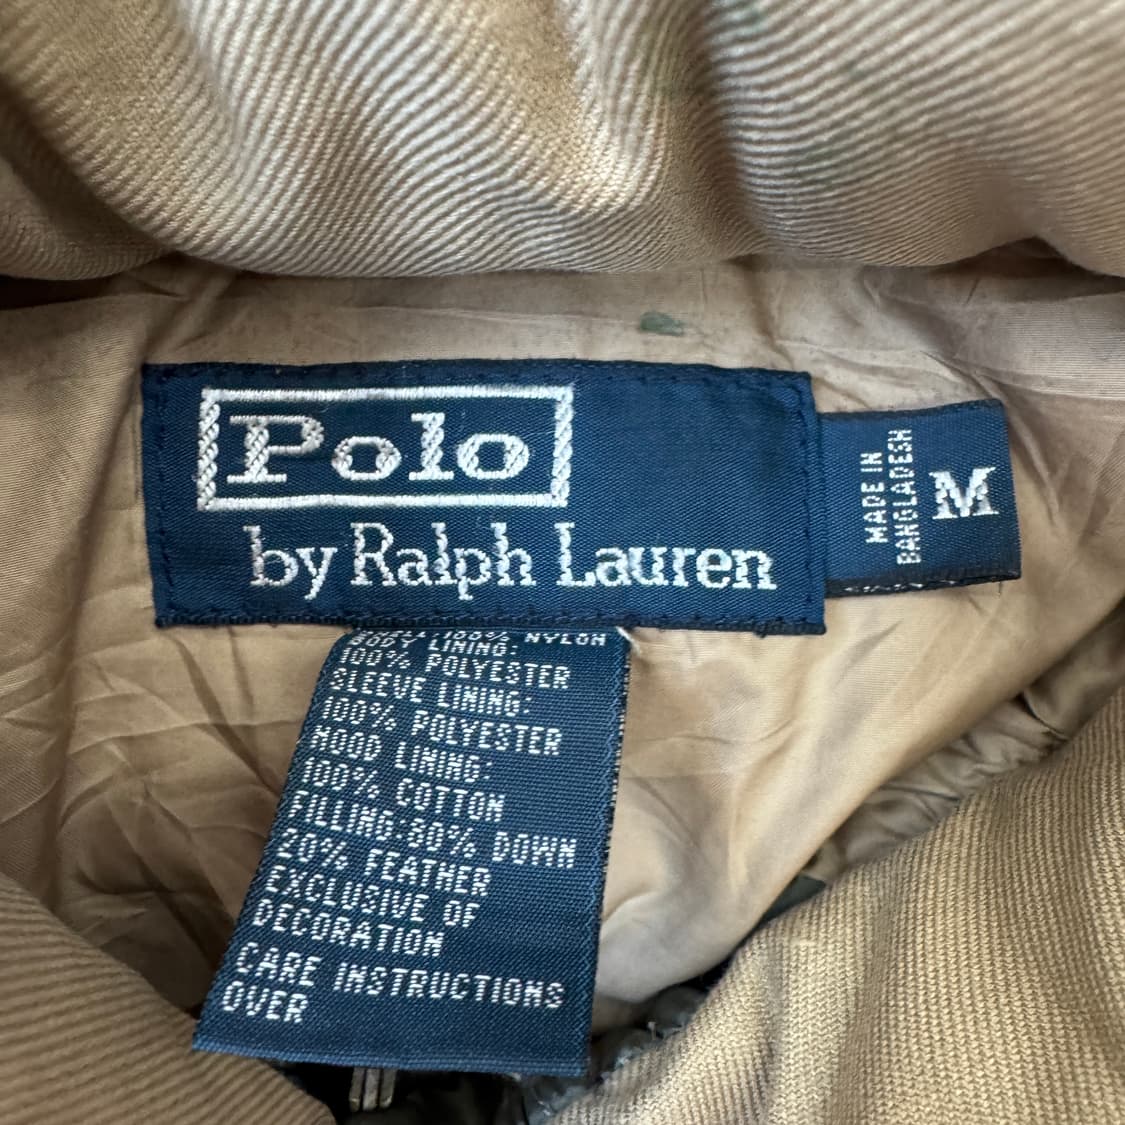 Polo
by Ralph Lauren
MADE IN
BANGLADESH
M
100% NYLON
BODY LINING:
100% POLYESTER
SLEEVE LINING:
100% POLYESTER
HOOD LINING:
100% COTTON
FILLING:80% DOWN
20% FEATHER
EXCLUSIVE OF
DECORATION
CARE INSTRUCTIONS
OVER